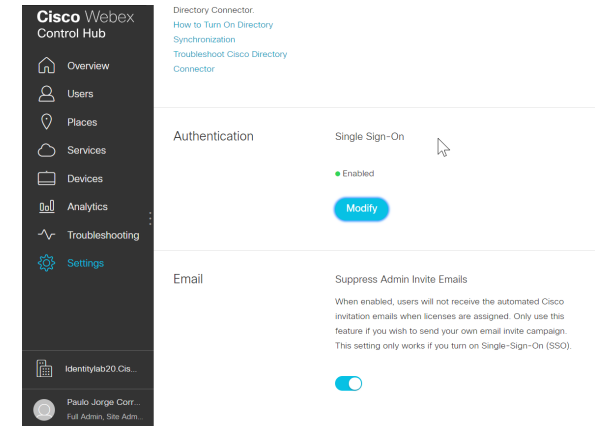 Cisco Webex
Control Hub
Overview
Users
Places
Services
Devices
Analytics
Troubleshooting
Settings
Identitylab20.Cis...
Paulo Jorge Corr...
Full Admin, Site Adm...
Directory Connector.
How to Turn On Directory
Synchronization
Troubleshoot Cisco Directory
Connector
Authentication
Single Sign-On
Enabled
Modify
Email
Suppress Admin Invite Emails
When enabled, users will not receive the automated Cisco
invitation emails when licenses are assigned. Only use this
feature if you wish to send your own email invite campaign.
This setting only works if you turn on Single-Sign-On (SSO).